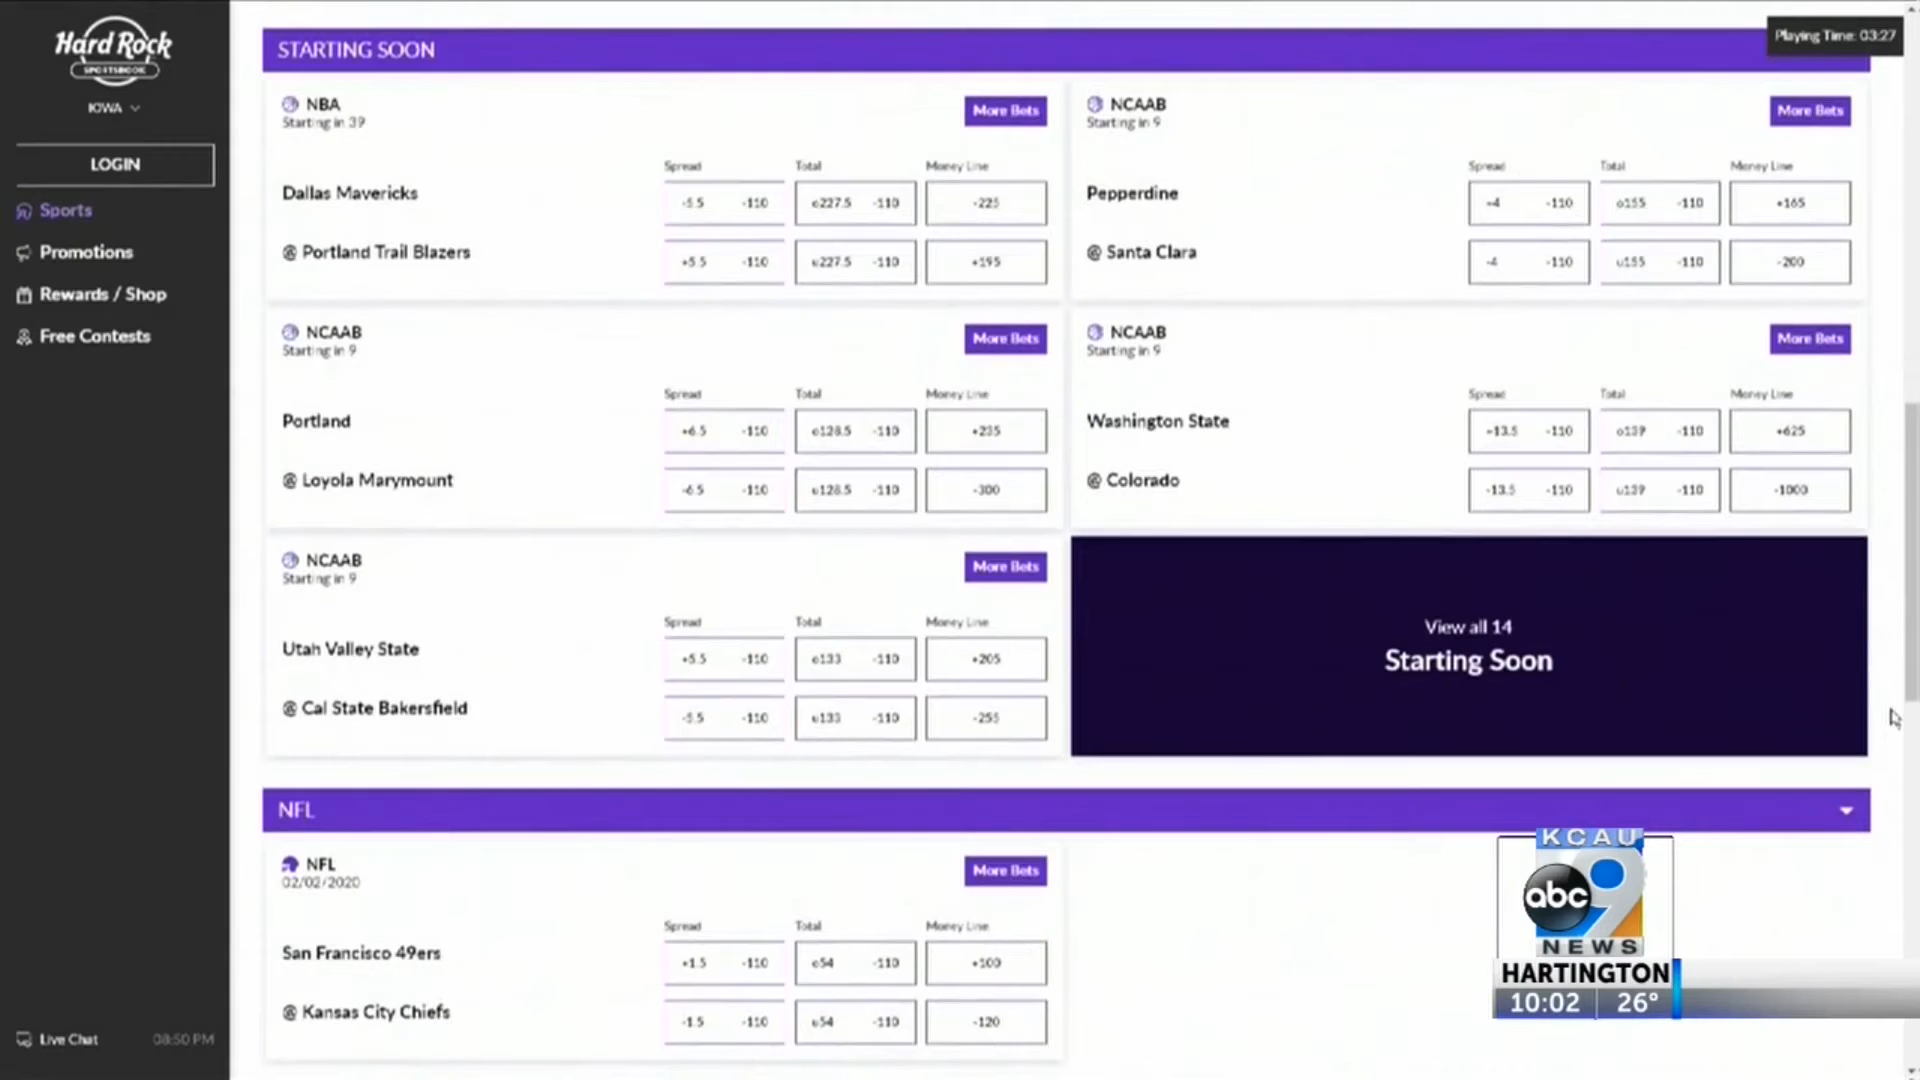 Hard Rock
SPORTSBOOK
IOWA
LOGIN
Sports
Promotions
Rewards / Shop
Free Contests
Live Chat 08:50 PM
STARTING SOON
Playing Time: 03:27
NBA
Starting in 39
More Bets
Spread Total Money Line
Dallas Mavericks -5.5 -110 o227.5 -110 -225
@ Portland Trail Blazers +5.5 -110 u227.5 -110 +195
NCAAB
Starting in 9
More Bets
Spread Total Money Line
Pepperdine +4 -110 o155 -110 +165
@ Santa Clara -4 -110 u155 -110 -200
NCAAB
Starting in 9
More Bets
Spread Total Money Line
Portland +6.5 -110 o128.5 -110 +235
@ Loyola Marymount -6.5 -110 u128.5 -110 -300
NCAAB
Starting in 9
More Bets
Spread Total Money Line
Washington State +13.5 -110 o139 -110 +625
@ Colorado -13.5 -110 u139 -110 -1000
NCAAB
Starting in 9
More Bets
Spread Total Money Line
Utah Valley State +5.5 -110 o133 -110 +205
@ Cal State Bakersfield -5.5 -110 u133 -110 -255
View all 14
Starting Soon
NFL
NFL
02/02/2020
More Bets
Spread Total Money Line
San Francisco 49ers +1.5 -110 o54 -110 +100
@ Kansas City Chiefs -1.5 -110 u54 -110 -120
KCAU
abc 9
NEWS
HARTINGTON
10:02 26°